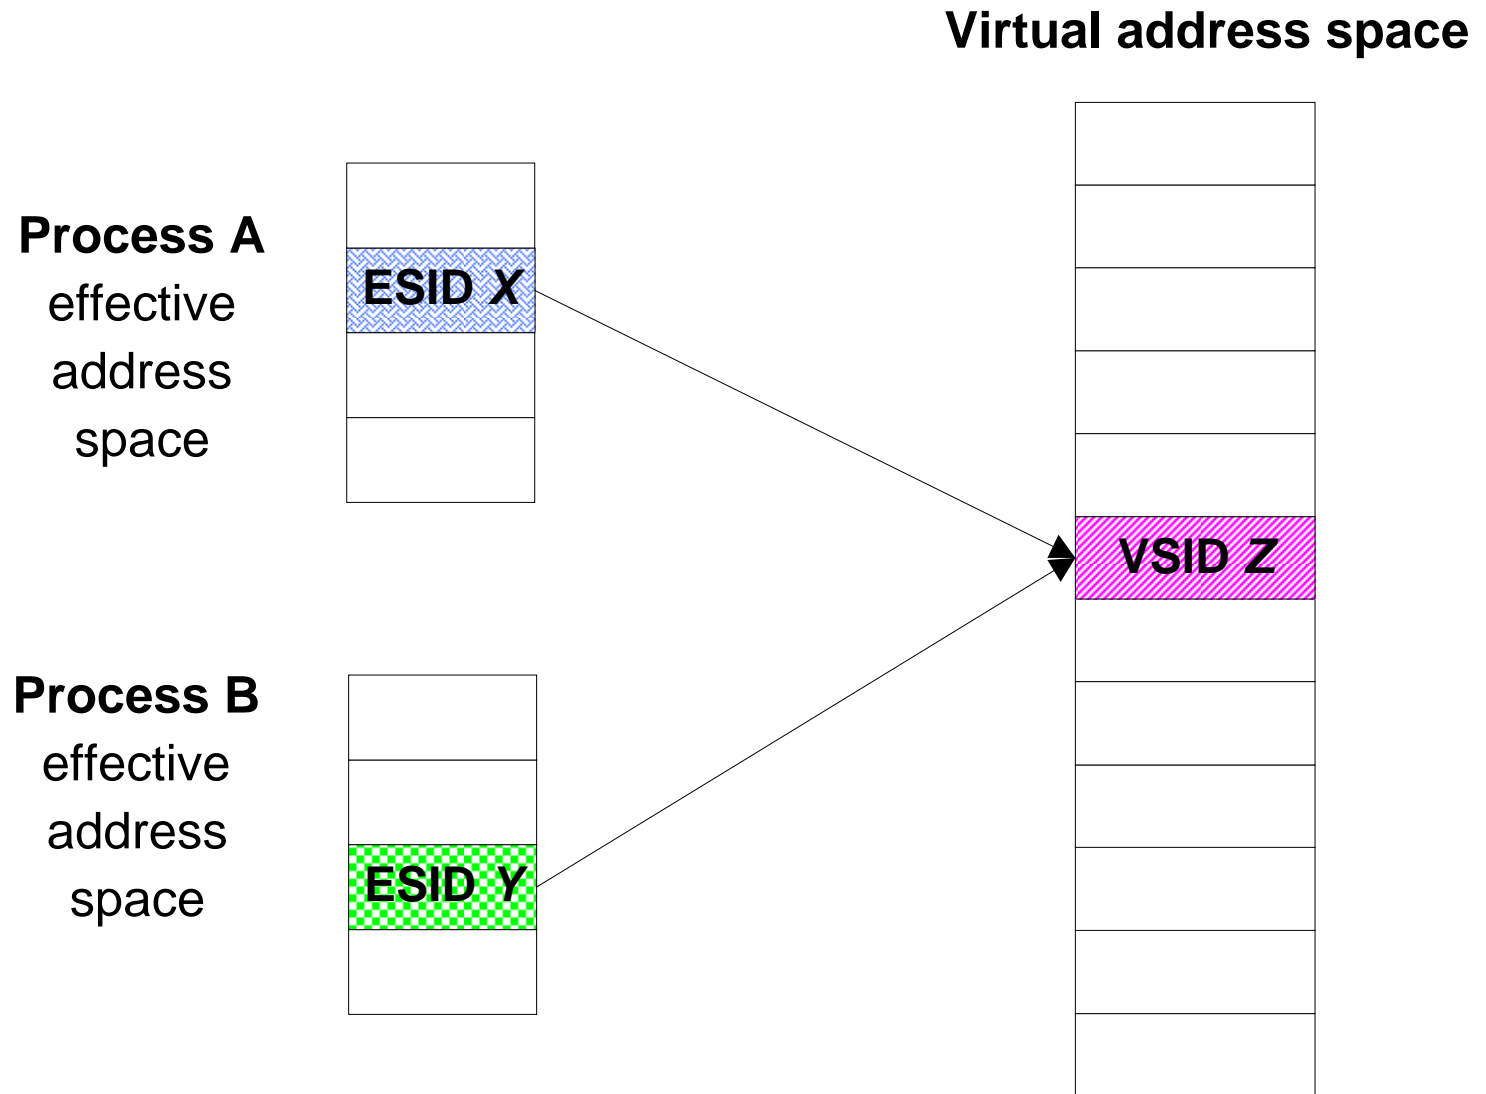 Virtual address space
Process A
effective
address
space
ESID X
VSID Z
Process B
effective
address
space
ESID Y